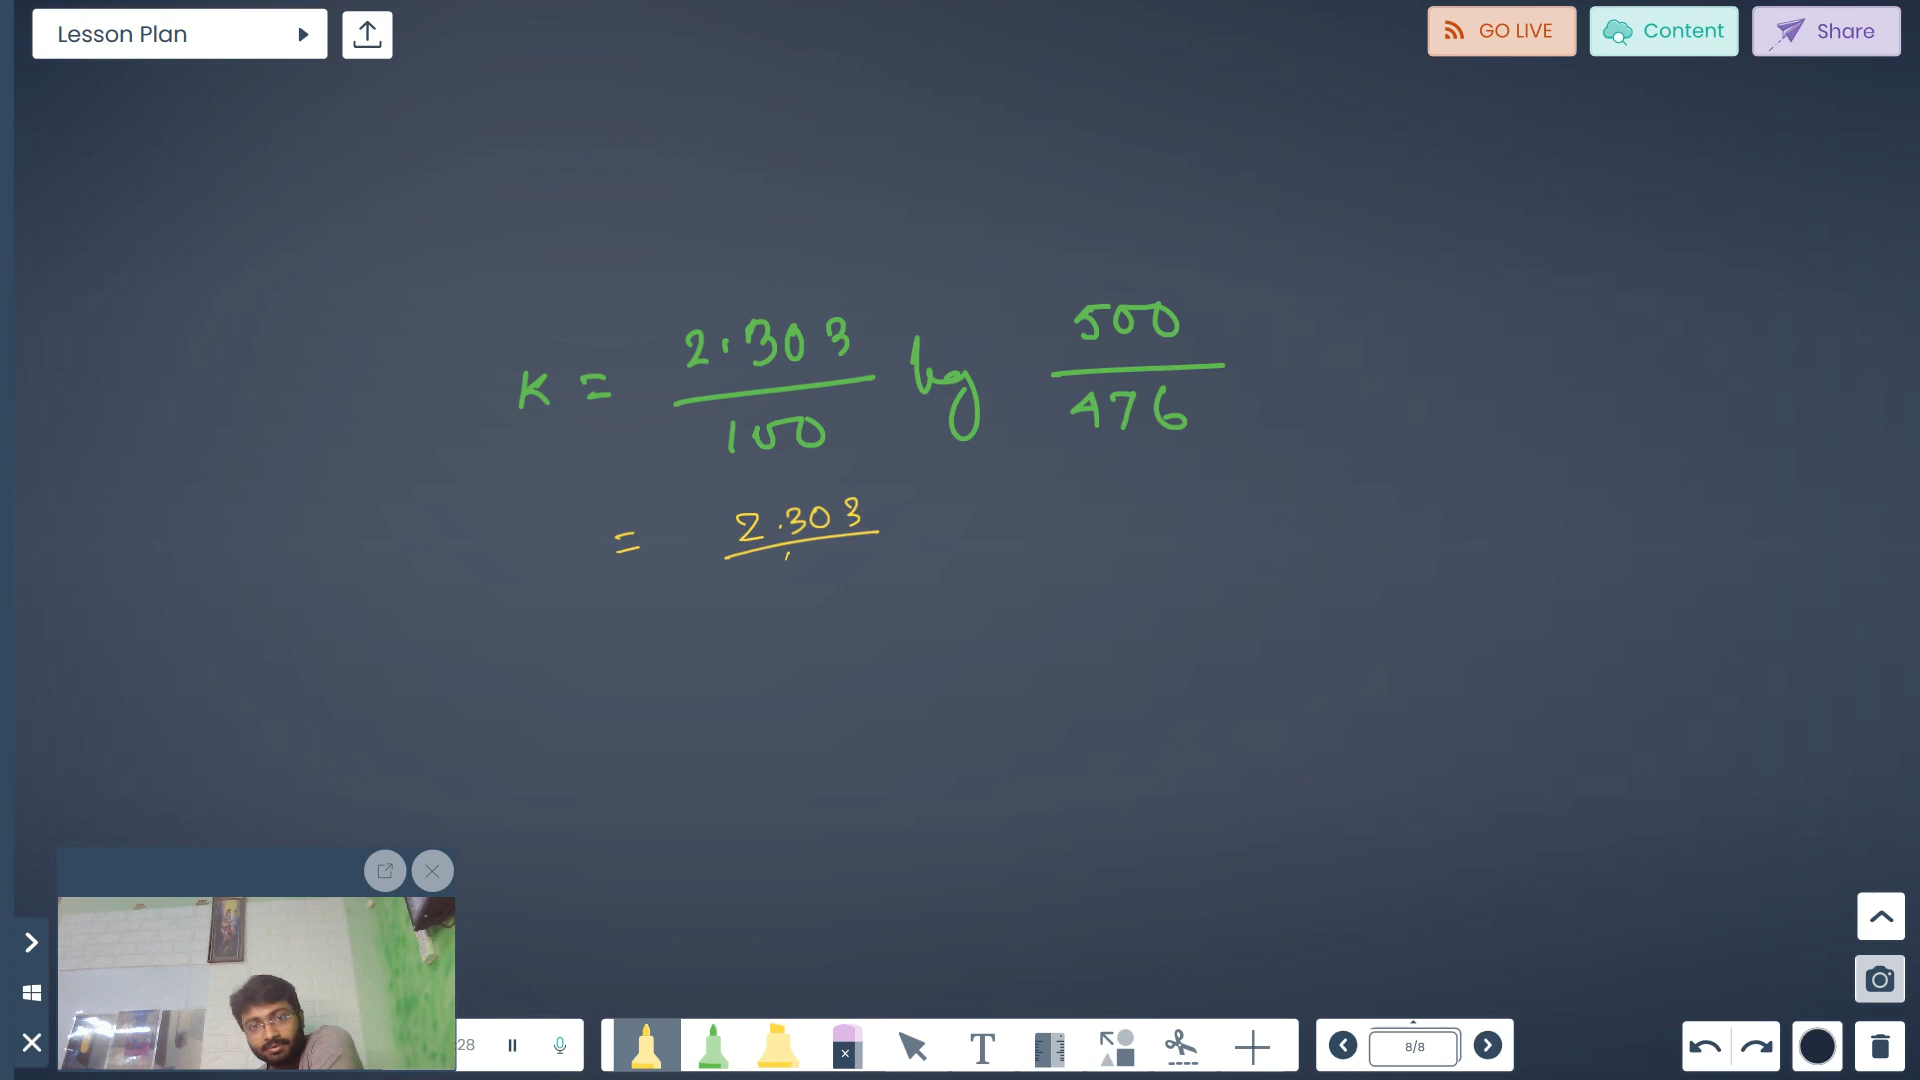 Lesson Plan
GO LIVE
Content
Share
K = 2.303/100 log 500/476
= 2.303
:28
T
8/8